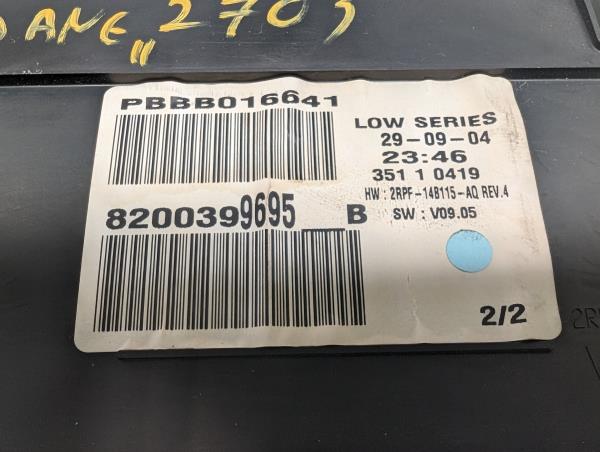 ANE „2703
PBBB016641
LOW SERIES
29-09-04
23:46
351 1 0419
HW : 2RPF-14B115-AQ REV.4
SW : V09.05
8200399695__B
2/2